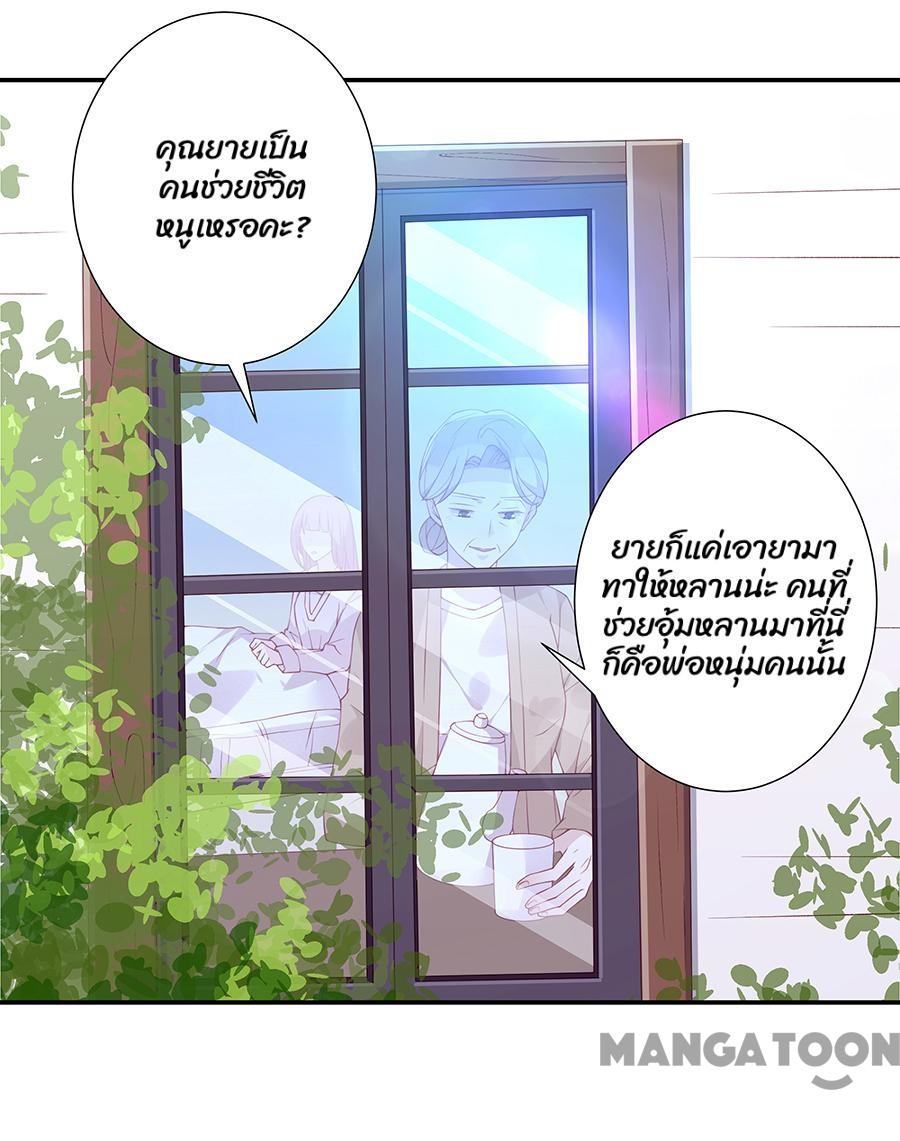 คุณยายเป็น
คนช่วยชีวิต
หนูเหรอคะ?
ยายก็แค่เอายามา
ทาให้หลานน่ะ คนที่
ช่วยอุ้มหลานมาที่นี่
ก็คือพ่อหนุ่มคนนั้น
MANGATOON